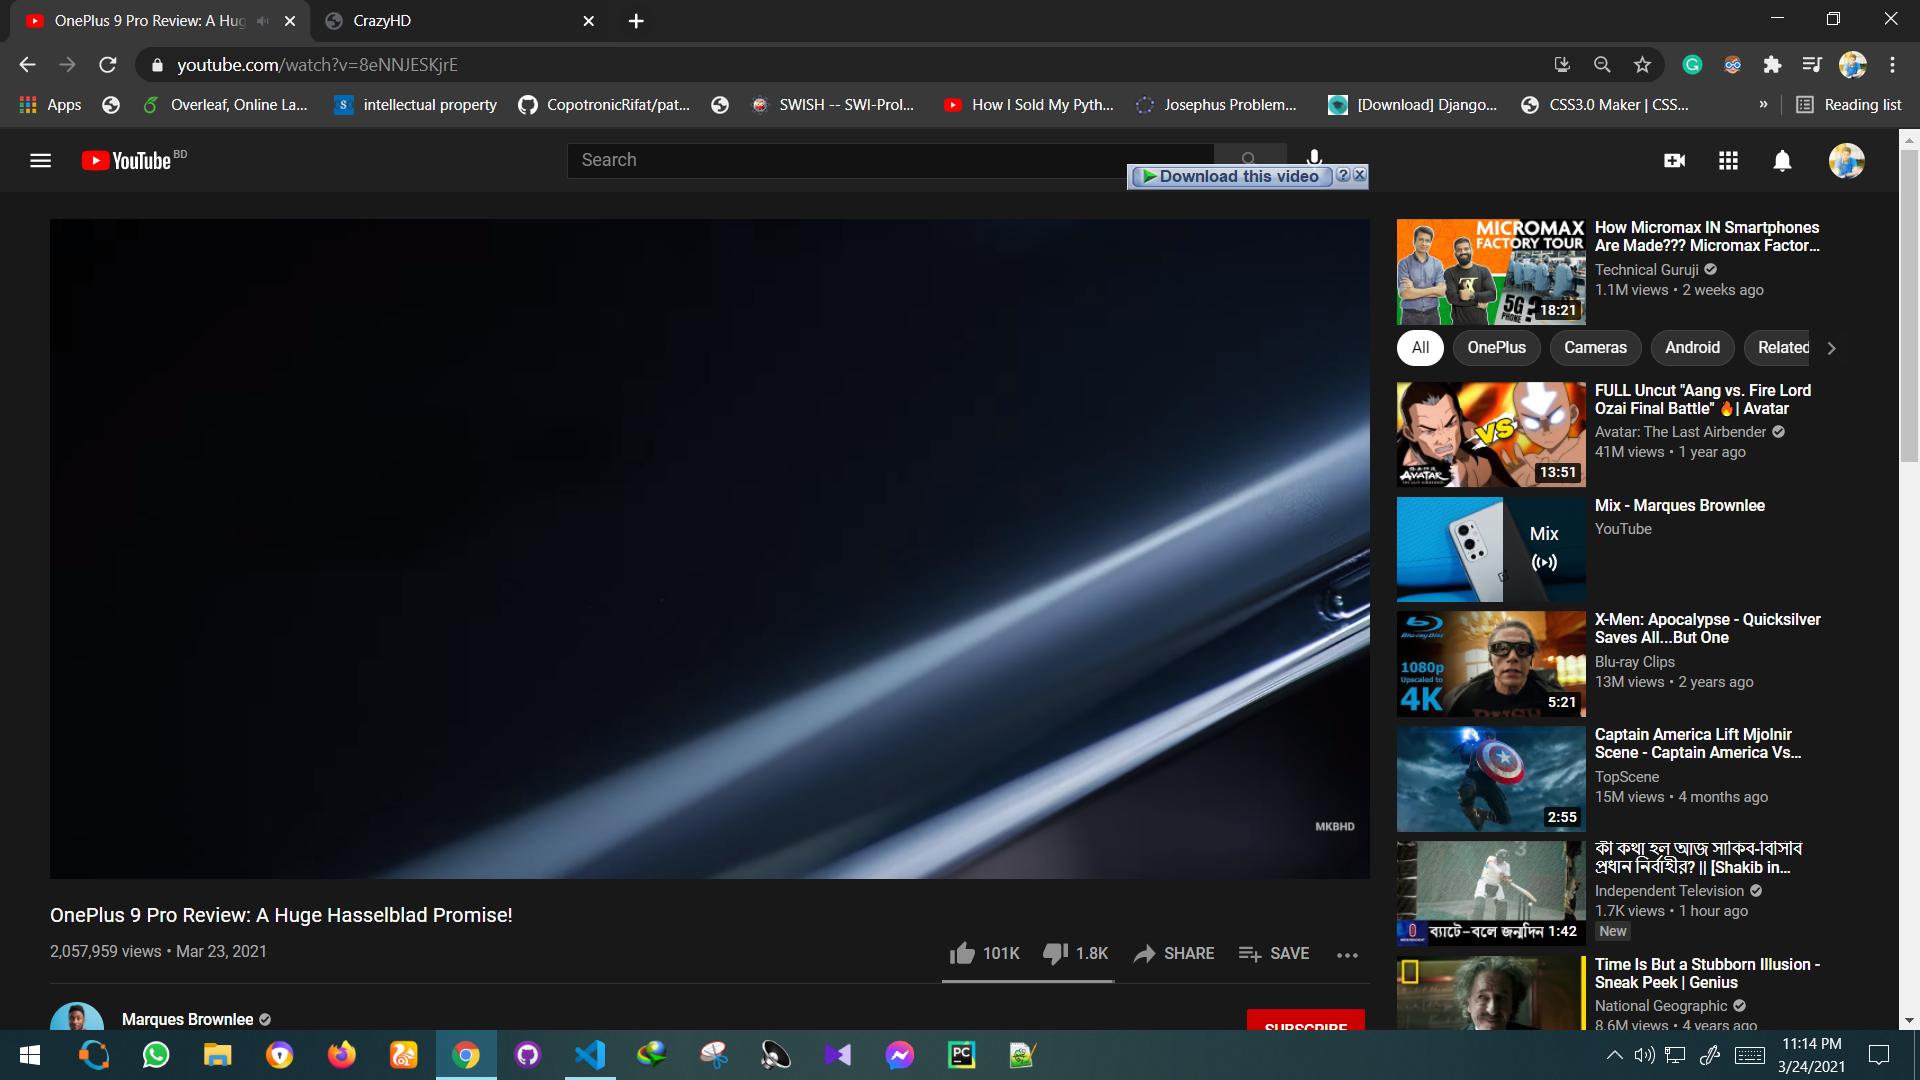 OnePlus 9 Pro Review: A Hug
CrazyHD
youtube.com/watch?v=8eNNJESKjrE
Apps
Overleaf, Online La...
intellectual property
CopotronicRifat/pat...
SWISH -- SWI-Prol...
How I Sold My Pyth...
Josephus Problem...
[Download] Django...
CSS3.0 Maker | CSS...
»
Reading list
YouTube BD
Search
Download this video
MICROMAX
FACTORY TOUR
5G ?
PHONE
18:21
How Micromax IN Smartphones
Are Made??? Micromax Factor...
Technical Guruji
1.1M views • 2 weeks ago
All
OnePlus
Cameras
Android
Related
VS
AVATAR
13:51
FULL Uncut "Aang vs. Fire Lord
Ozai Final Battle" 🔥| Avatar
Avatar: The Last Airbender
41M views • 1 year ago
Mix
Mix - Marques Brownlee
YouTube
Blu-ray Disc
1080p
Upscaled to
4K
5:21
X-Men: Apocalypse - Quicksilver
Saves All...But One
Blu-ray Clips
13M views • 2 years ago
2:55
Captain America Lift Mjolnir
Scene - Captain America Vs...
TopScene
15M views • 4 months ago
ব্যাটে-বলে জন্মদিন 1:42
কী কথা হল আজ সাকিব-বিসিবি
প্রধান নির্বাহীর? || [Shakib in...
Independent Television
1.7K views • 1 hour ago
New
Time Is But a Stubborn Illusion -
Sneak Peek | Genius
National Geographic
8.6M views • 4 years ago
MKBHD
OnePlus 9 Pro Review: A Huge Hasselblad Promise!
2,057,959 views • Mar 23, 2021
101K
1.8K
SHARE
SAVE
Marques Brownlee
SUBSCRIBE
PC
11:14 PM
3/24/2021